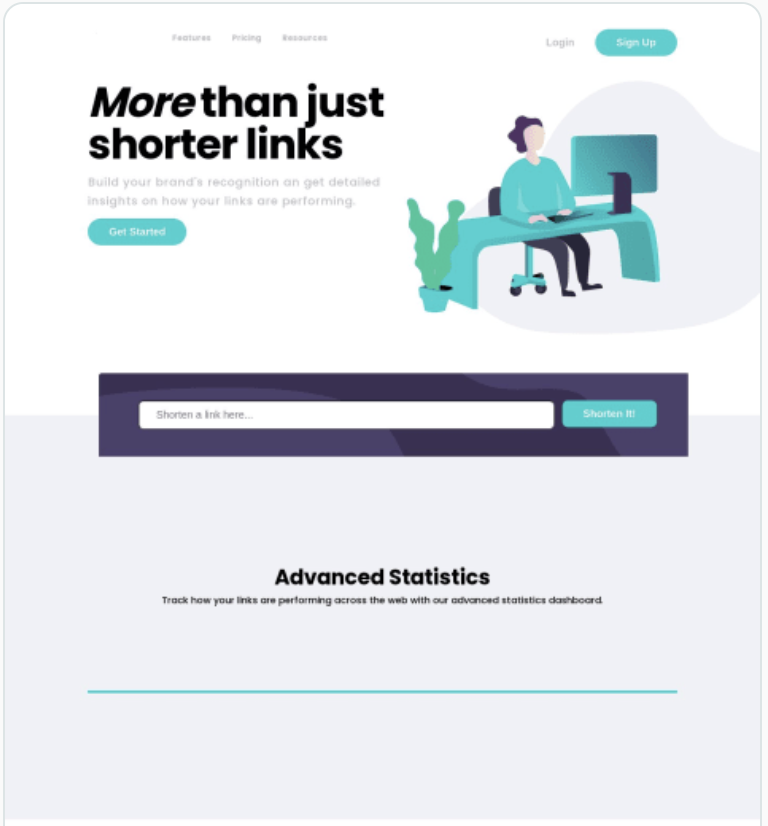 Features Pricing Resources Login Sign Up
More than just
shorter links
Build your brand's recognition an get detailed
insights on how your links are performing.
Get Started
Shorten a link here... Shorten It!
Advanced Statistics
Track how your links are performing across the web with our advanced statistics dashboard.